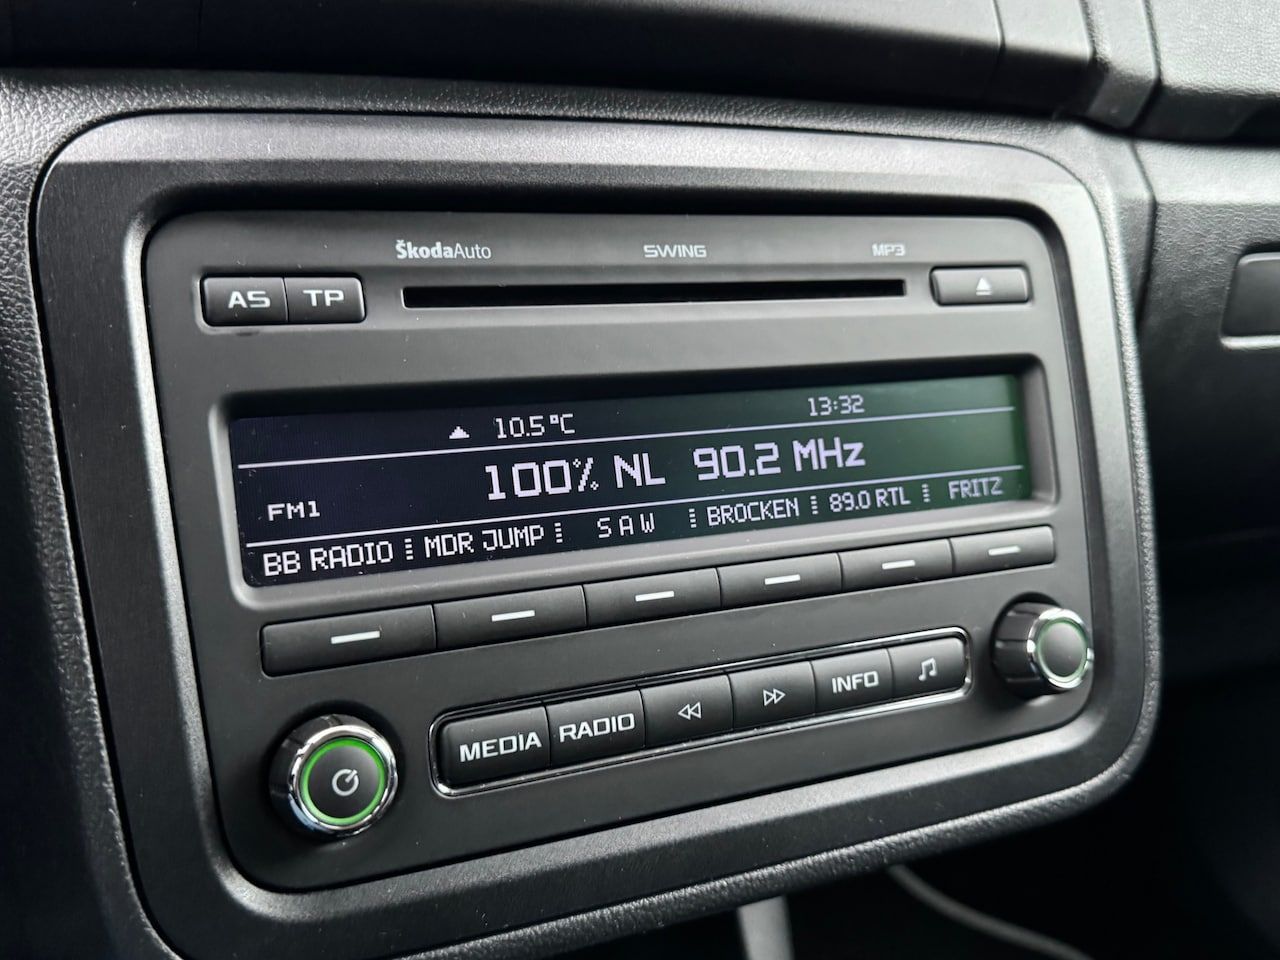 ŠkodaAuto SWING MP3
AS TP
10.5°C 13:32
100% NL 90.2 MHz
FM1
BB RADIO MDR JUMP SAW BROCKEN 89.0 RTL FRITZ
MEDIA RADIO INFO